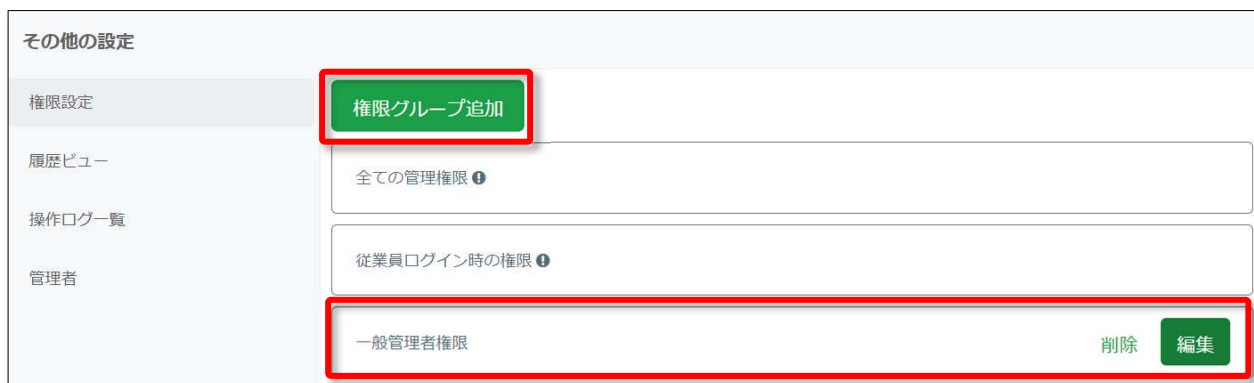 その他の設定
権限設定
履歴ビュー
操作ログ一覧
管理者
権限グループ追加
全ての管理権限
従業員ログイン時の権限
一般管理者権限 削除 編集